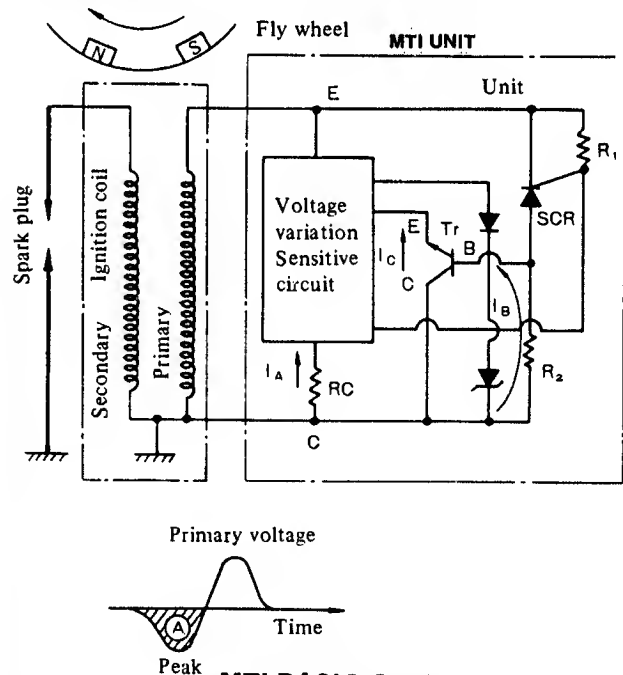 Fly wheel
N
S
MTI UNIT
E
Unit
R1
Spark plug
Ignition coil
Secondary
Primary
Voltage
variation
Sensitive
circuit
E
Tr
B
SCR
IC
C
IB
R2
IA
RC
C
Primary voltage
A
Time
Peak